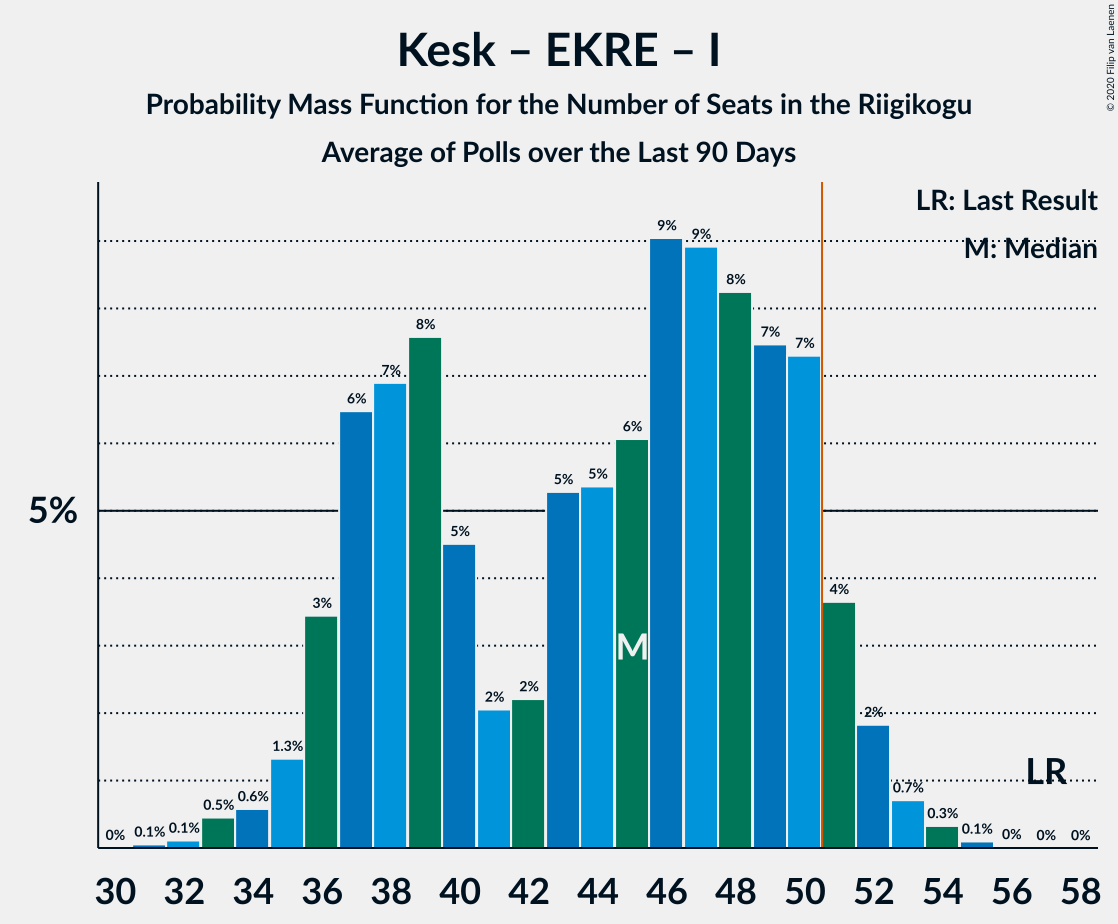 Kesk – EKRE – I
Probability Mass Function for the Number of Seats in the Riigikogu
Average of Polls over the Last 90 Days
© 2020 Filip van Laenen
LR: Last Result
M: Median
5%
0% 0.1% 0.1% 0.5% 0.6% 1.3% 3% 6% 7% 8% 5% 2% 2% 5% 5% 6% 9% 9% 8% 7% 7% 4% 2% 0.7% 0.3% 0.1% 0% 0% 0%
M
LR
30 32 34 36 38 40 42 44 46 48 50 52 54 56 58